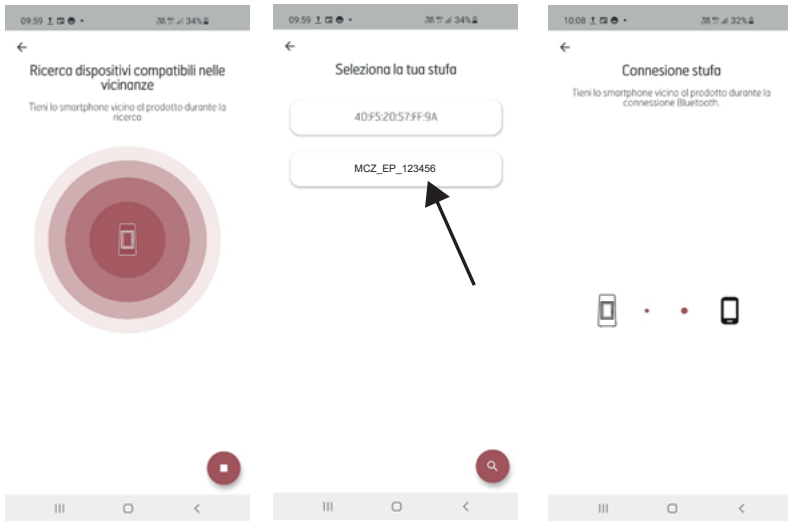 09:59
34%
Ricerca dispositivi compatibili nelle
vicinanze
Tieni lo smartphone vicino al prodotto durante la
ricerca
09:59
34%
Seleziona la tua stufa
40:F5:20:57:FF:9A
MCZ_EP_123456
10:08
32%
Connesione stufa
Tieni lo smartphone vicino al prodotto durante la
connessione Bluetooth.